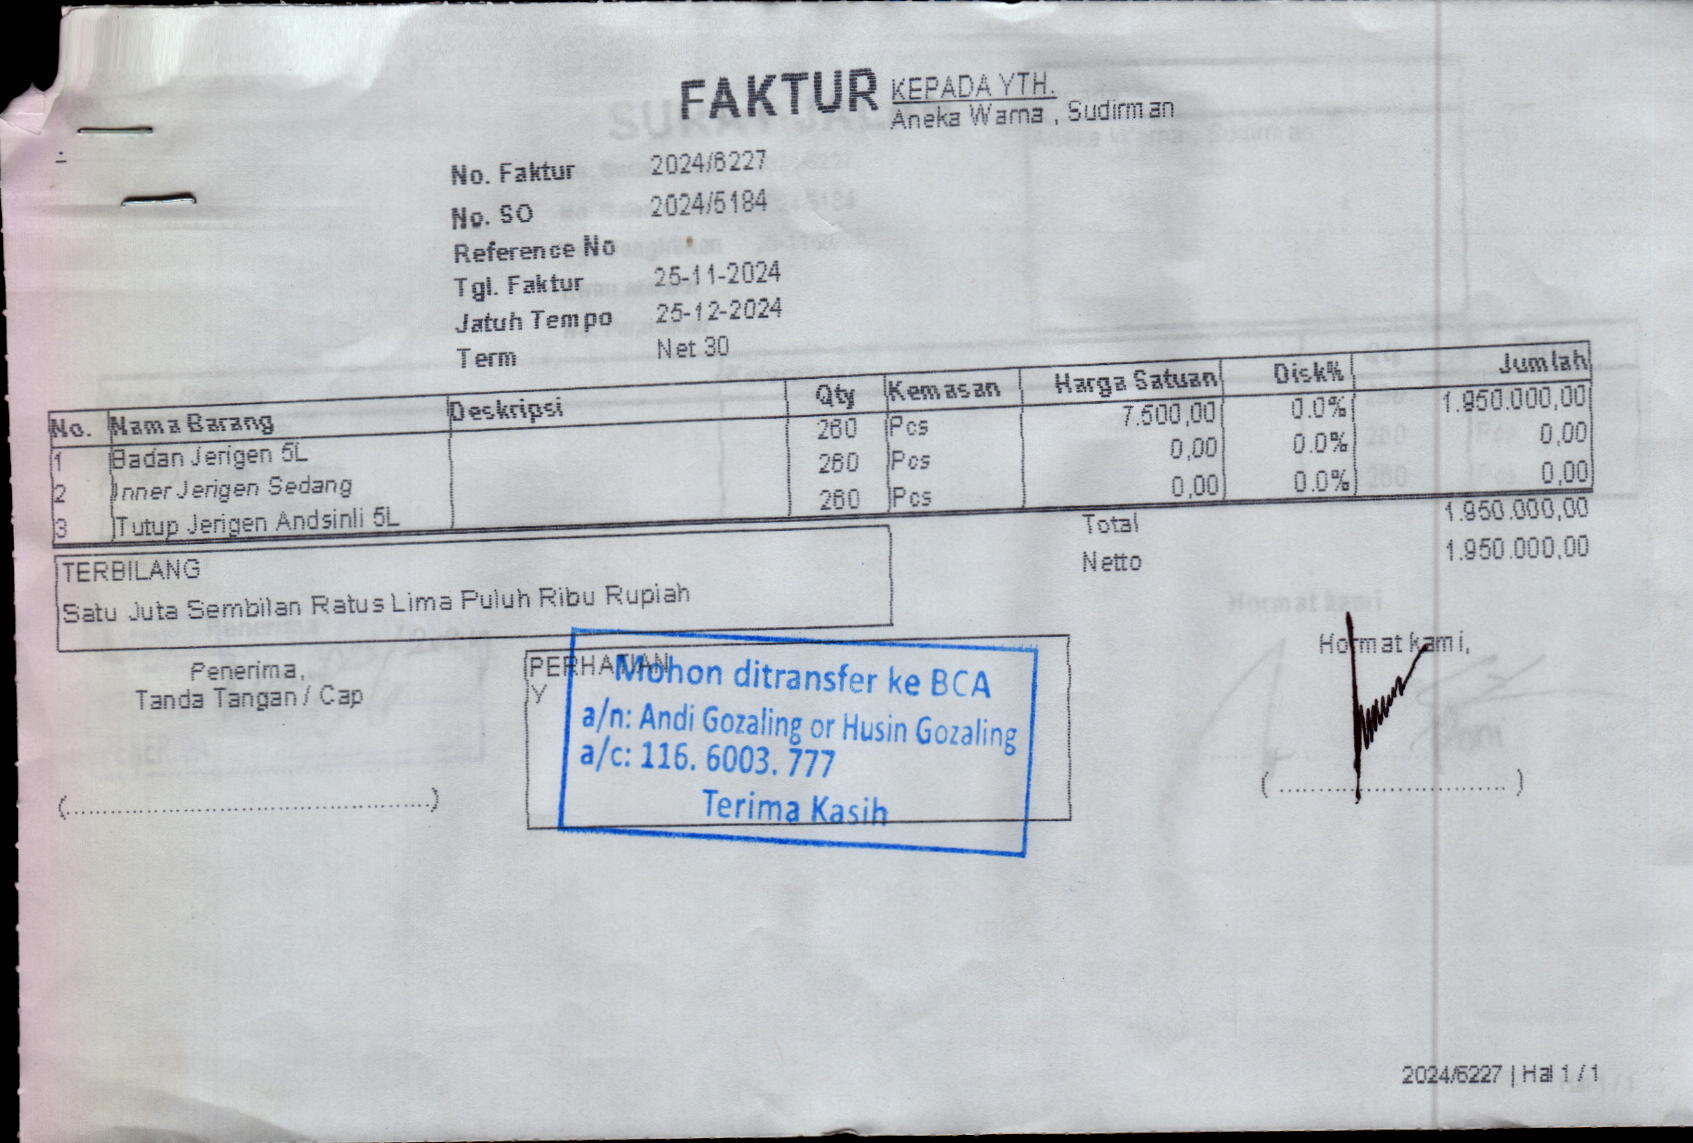 FAKTUR
KEPADA YTH.
Aneka Warna , Sudirman
No. Faktur 2024/6227
No. SO 2024/5184
Reference No
Tgl. Faktur 25-11-2024
Jatuh Tempo 25-12-2024
Term Net 30
No. Nama Barang Deskripsi Qty Kemasan Harga Satuan Disk% Jumlah
1 Badan Jerigen 5L 260 Pcs 7.500,00 0.0% 1.950.000,00
2 Inner Jerigen Sedang 260 Pcs 0,00 0.0% 0,00
3 Tutup Jerigen Andsinli 5L 260 Pcs 0,00 0.0% 0,00
Total 1.950.000,00
Netto 1.950.000,00
TERBILANG
Satu Juta Sembilan Ratus Lima Puluh Ribu Rupiah
Penerima,
Tanda Tangan / Cap
(..............................................)
PERHATIAN
Y
Mohon ditransfer ke BCA
a/n: Andi Gozaling or Husin Gozaling
a/c: 116. 6003. 777
Terima Kasih
Hormat kami,
( ................................ )
2024/6227 | Hal 1 / 1